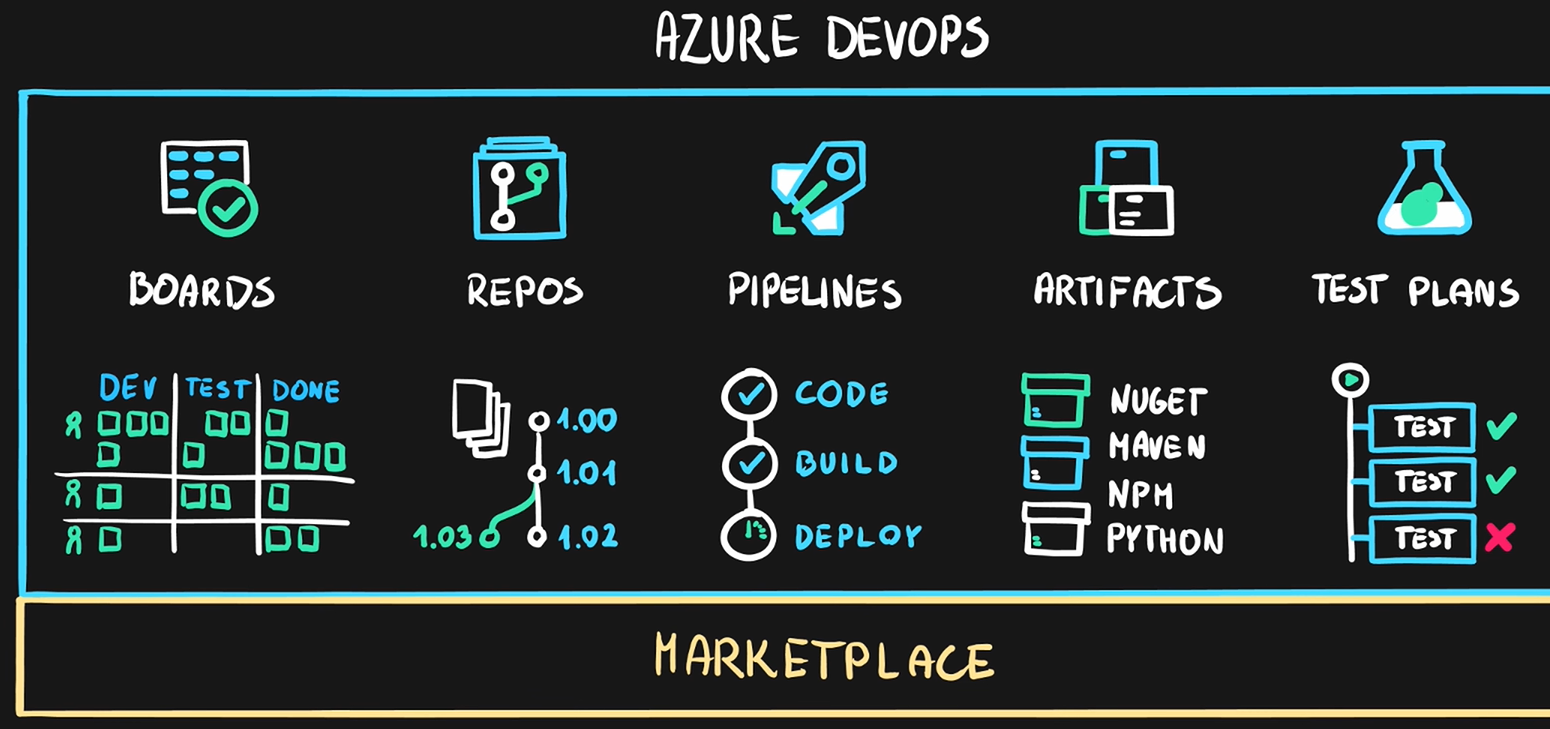 AZURE DEVOPS
BOARDS
REPOS
PIPELINES
ARTIFACTS
TEST PLANS
DEV TEST DONE
1.00
1.01
1.03 1.02
CODE
BUILD
DEPLOY
NUGET
MAVEN
NPM
PYTHON
TEST
TEST
TEST
MARKETPLACE